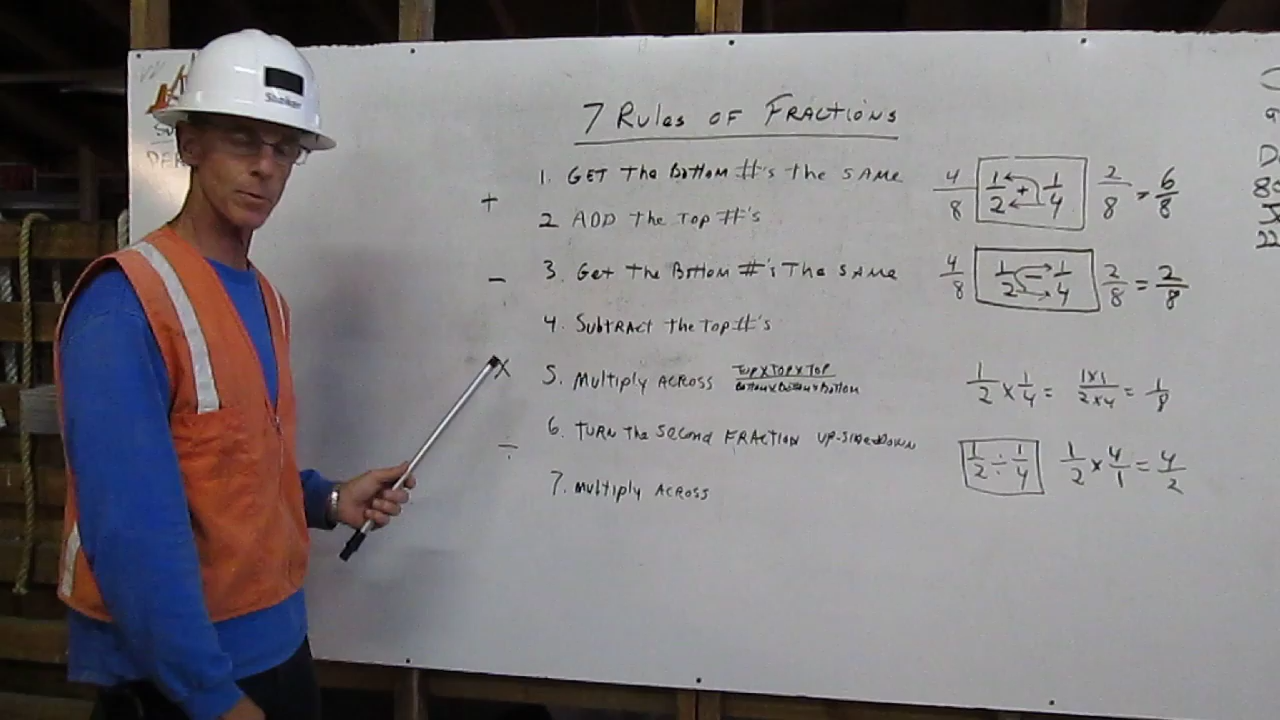 Shaker
7 Rules of Fractions
+ 1. GET The BoTToM #'s The SAMe
4/8 1/2 + 1/4 2/8 = 6/8
2 ADD The Top #'s
- 3. GeT The BoTToM #'s The SAMe
4/8 1/2 - 1/4 2/8 = 2/8
4. SubTRAcT the Top #'s
x 5. MulTiply ACRoss Top x Top x Top / BoTTom x BoTTom x BoTTom
1/2 x 1/4 = 1x1/2x4 = 1/8
÷ 6. TURN The Second FRACTION UP-SideDOWN
1/2 ÷ 1/4 1/2 x 4/1 = 4/2
7. MulTiply ACRoss